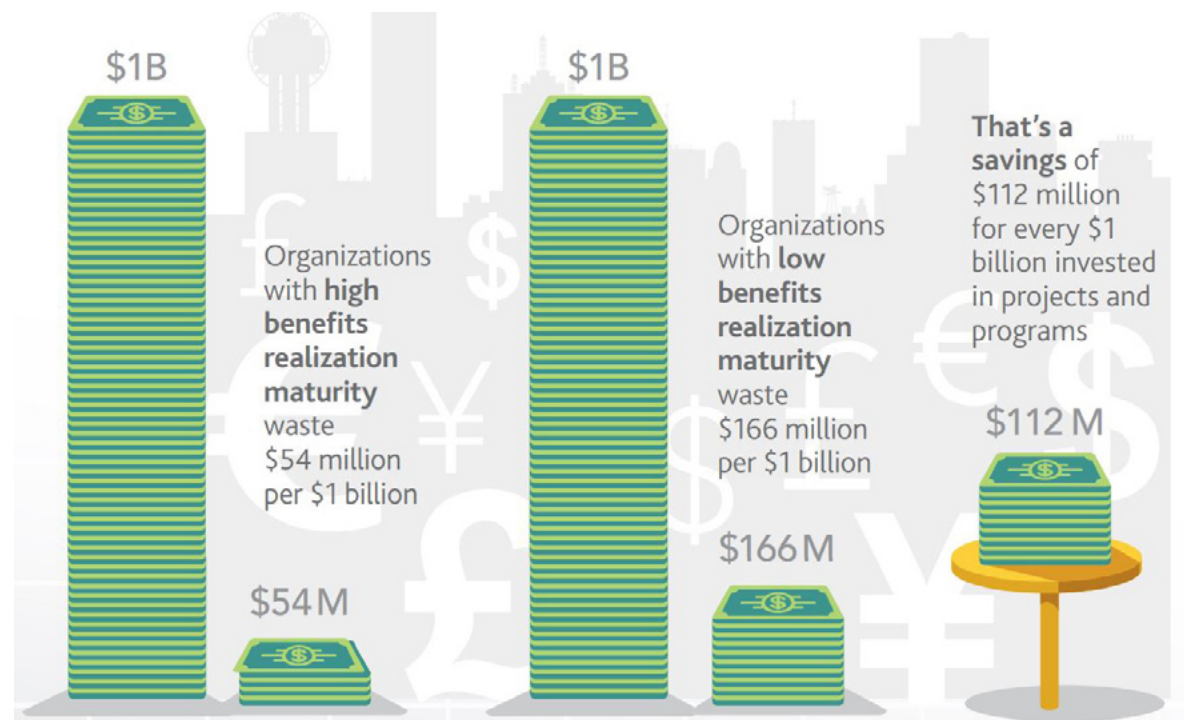 $1B
Organizations
with high
benefits
realization
maturity
waste
$54 million
per $1 billion
$54 M
$1B
Organizations
with low
benefits
realization
maturity
waste
$166 million
per $1 billion
$166 M
That's a
savings of
$112 million
for every $1
billion invested
in projects and
programs
$112 M